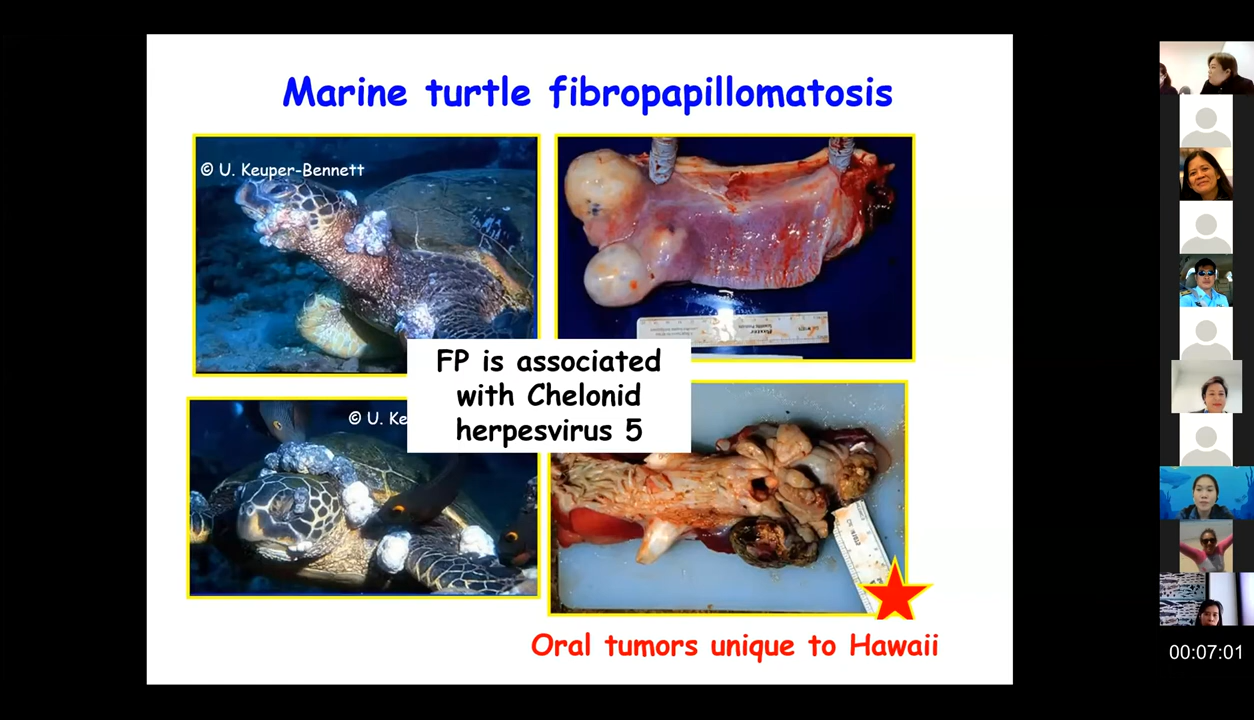 Marine turtle fibropapillomatosis
© U. Keuper-Bennett
FP is associated
with Chelonid
herpesvirus 5
© U. Ke
Oral tumors unique to Hawaii
00:07:01